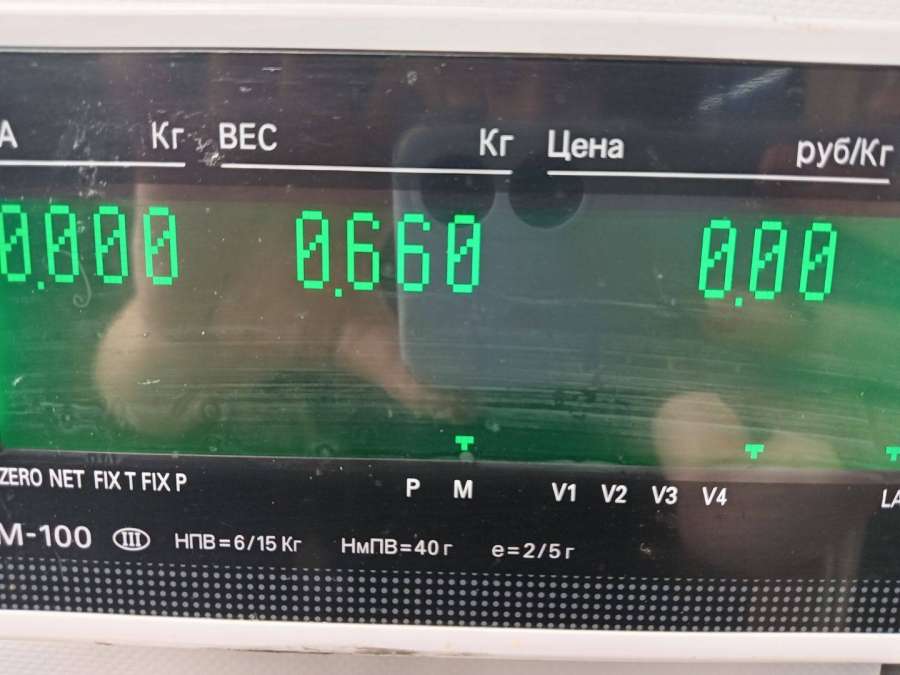 А Кг ВЕС Кг Цена руб/Кг
0.000 0.660 0.00
ZERO NET FIX T FIX P P M V1 V2 V3 V4 LA
М-100 III НПВ=6/15 Кг НмПВ=40 г е=2/5 г